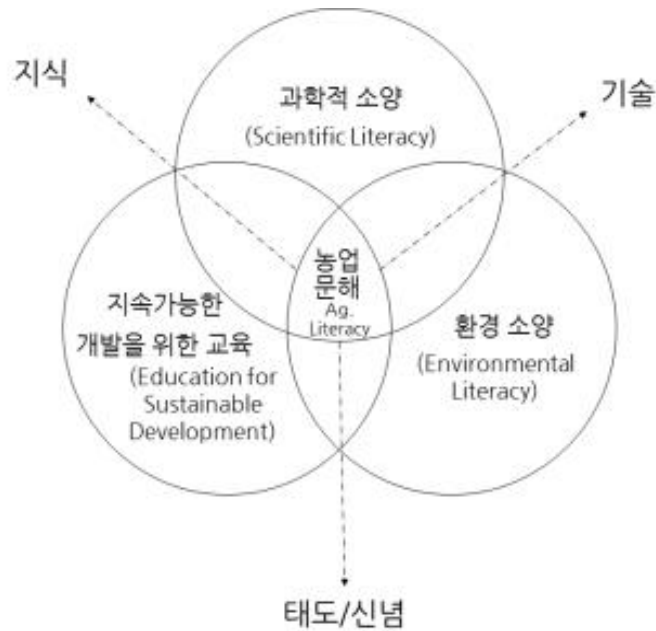 지식
기술
과학적 소양
(Scientific Literacy)
농업
문해
Ag.
Literacy
지속가능한
개발을 위한 교육
(Education for
Sustainable
Development)
환경 소양
(Environmental
Literacy)
태도/신념